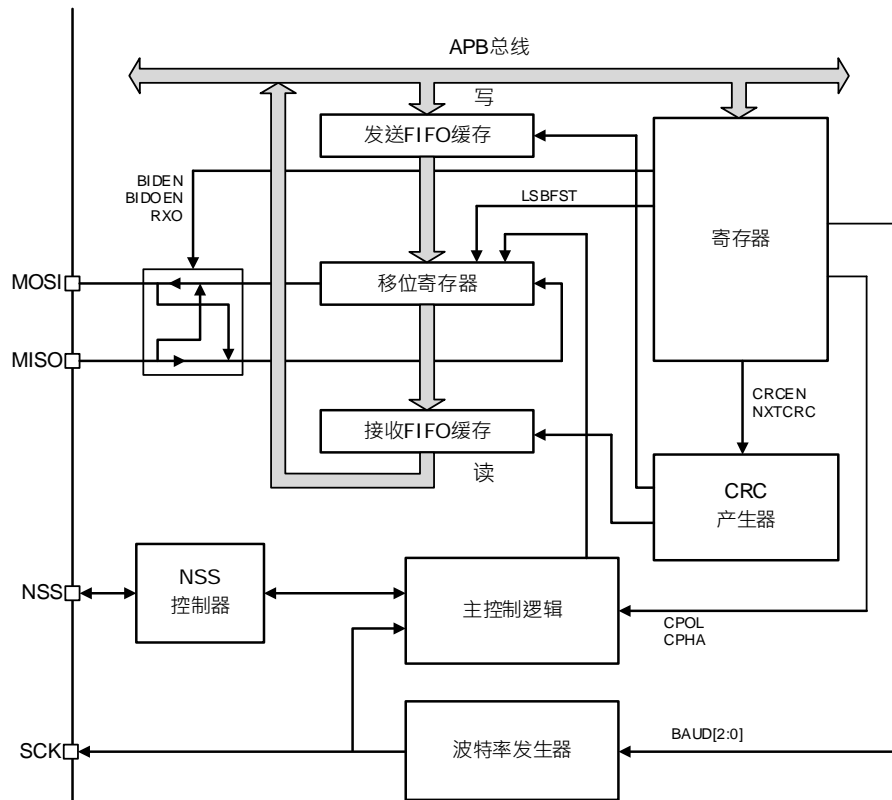 APB总线
写
发送FIFO缓存
BIDEN
BIDOEN
RXO
LSBFST
寄存器
MOSI
移位寄存器
MISO
CRCEN
NXTCRC
接收FIFO缓存
读
CRC
产生器
NSS
NSS
控制器
主控制逻辑
CPOL
CPHA
SCK
波特率发生器
BAUD[2:0]